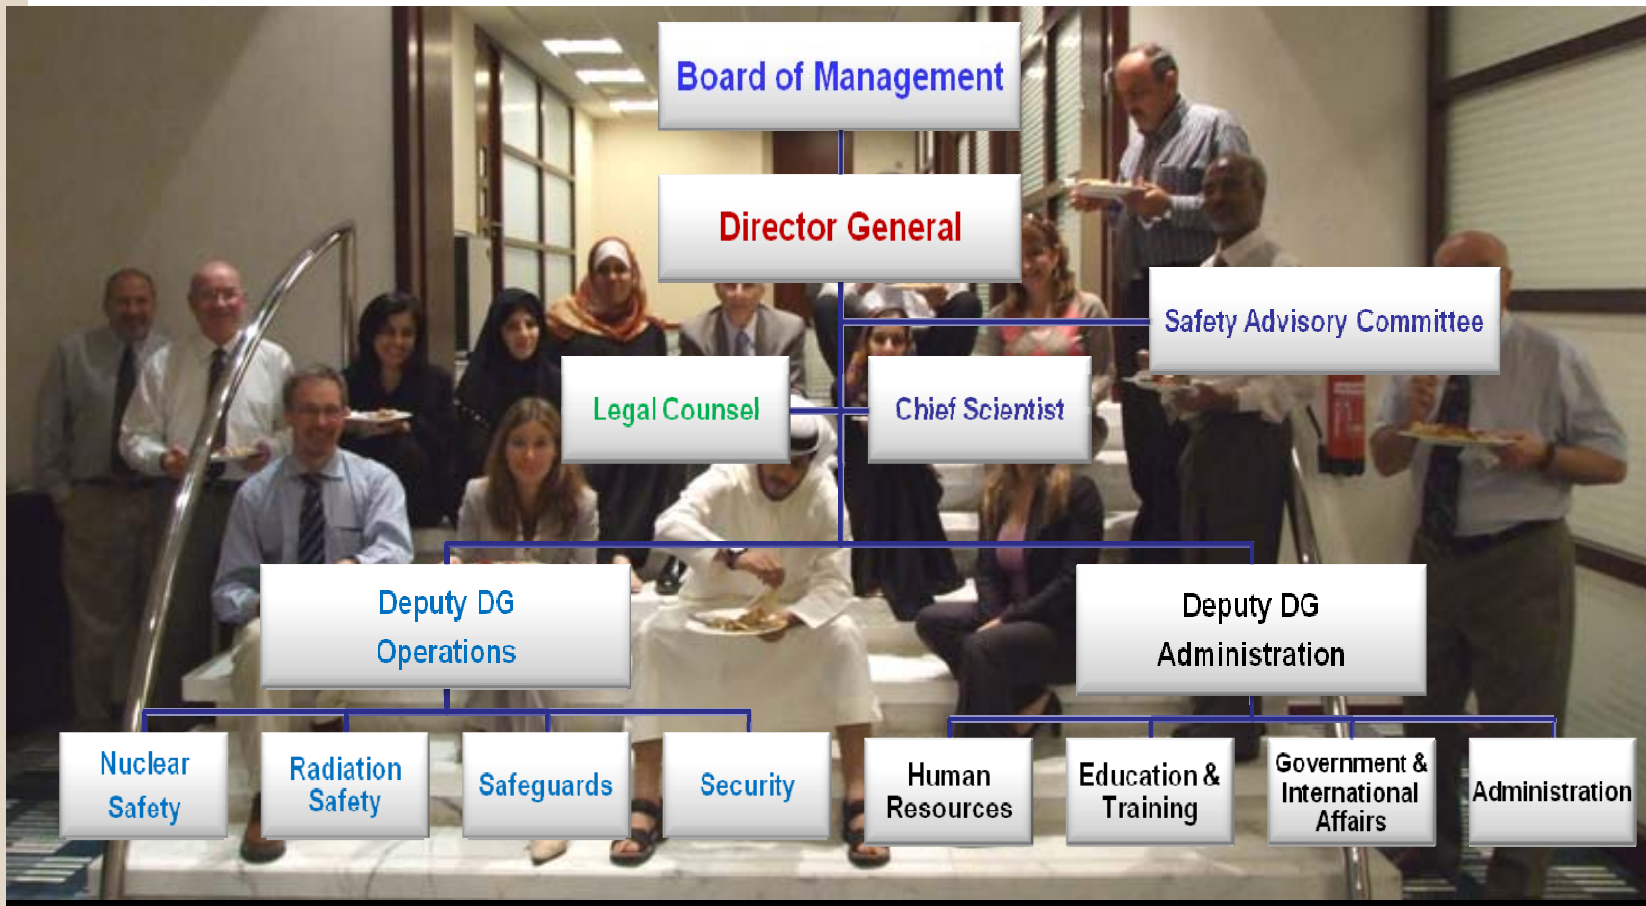 Board of Management
Director General
Safety Advisory Committee
Legal Counsel
Chief Scientist
Deputy DG
Operations
Deputy DG
Administration
Nuclear
Safety
Radiation
Safety
Safeguards
Security
Human
Resources
Education &
Training
Government &
International
Affairs
Administration